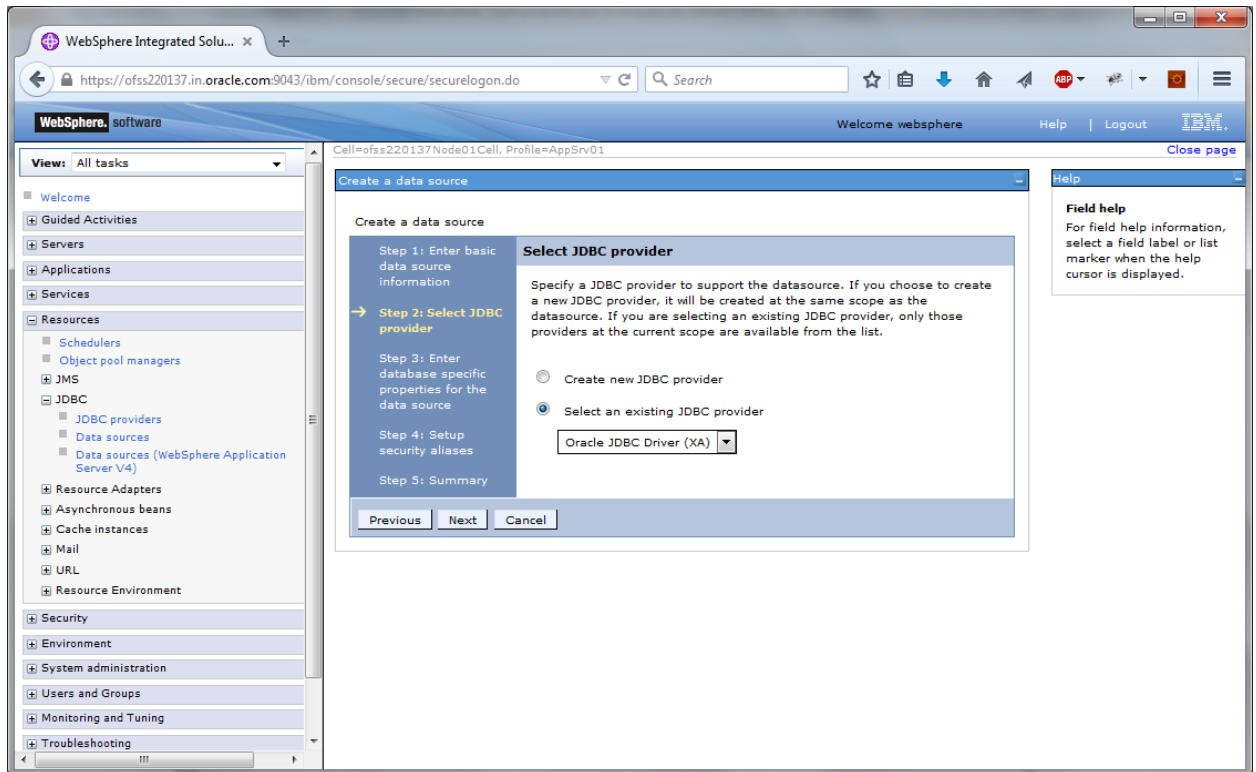 WebSphere Integrated Solu... × +
https://ofss220137.in.oracle.com:9043/ibm/console/secure/securelogon.do
Search
ABP
WebSphere. software
Welcome websphere
Help | Logout
IBM.
View: All tasks
Welcome
Guided Activities
Servers
Applications
Services
Resources
Schedulers
Object pool managers
JMS
JDBC
JDBC providers
Data sources
Data sources (WebSphere Application
Server V4)
Resource Adapters
Asynchronous beans
Cache instances
Mail
URL
Resource Environment
Security
Environment
System administration
Users and Groups
Monitoring and Tuning
Troubleshooting
Cell=ofss220137Node01Cell, Profile=AppSrv01
Close page
Create a data source
Create a data source
Step 1: Enter basic
data source
information
Step 2: Select JDBC
provider
Step 3: Enter
database specific
properties for the
data source
Step 4: Setup
security aliases
Step 5: Summary
Select JDBC provider
Specify a JDBC provider to support the datasource. If you choose to create
a new JDBC provider, it will be created at the same scope as the
datasource. If you are selecting an existing JDBC provider, only those
providers at the current scope are available from the list.
Create new JDBC provider
Select an existing JDBC provider
Oracle JDBC Driver (XA)
Previous Next Cancel
Help
Field help
For field help information,
select a field label or list
marker when the help
cursor is displayed.